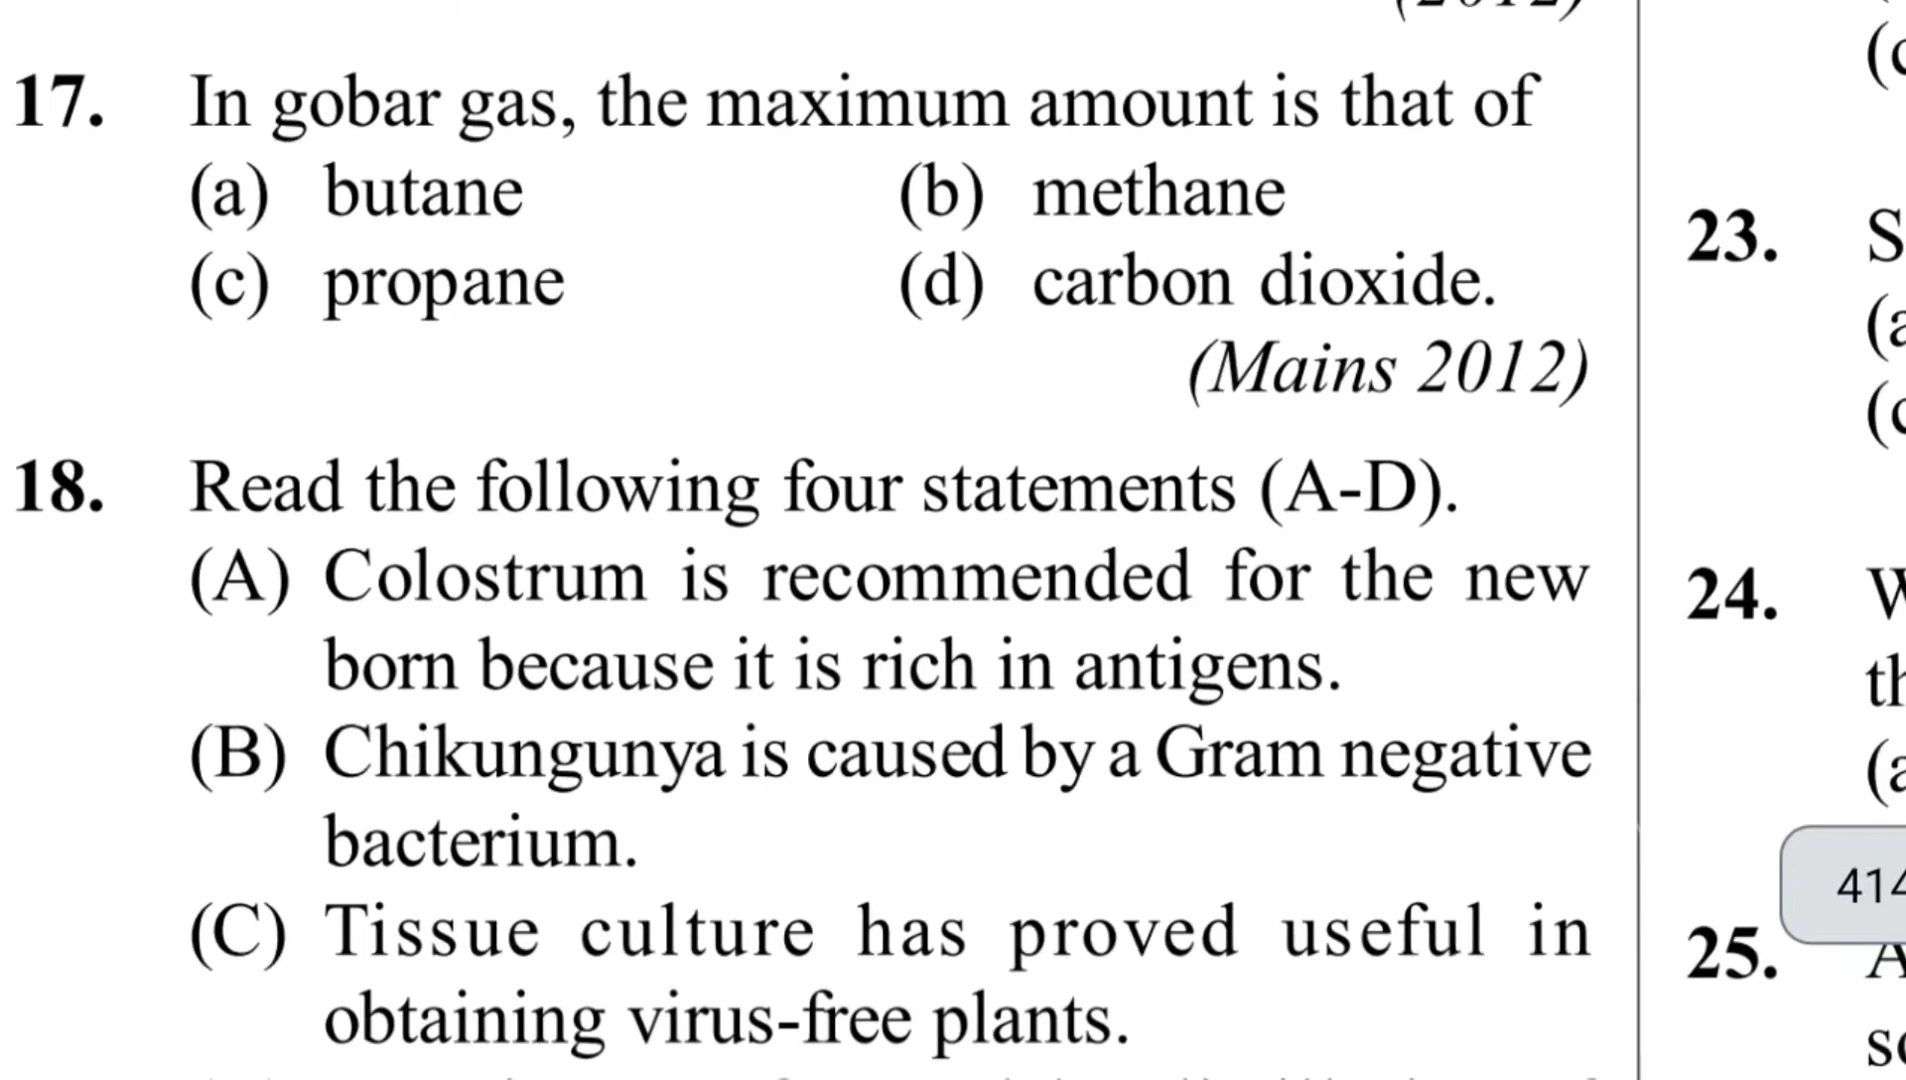 17. In gobar gas, the maximum amount is that of
(a) butane (b) methane
(c) propane (d) carbon dioxide.
(Mains 2012)
18. Read the following four statements (A-D).
(A) Colostrum is recommended for the new
born because it is rich in antigens.
(B) Chikungunya is caused by a Gram negative
bacterium.
(C) Tissue culture has proved useful in
obtaining virus-free plants.
23.
24.
414
25.